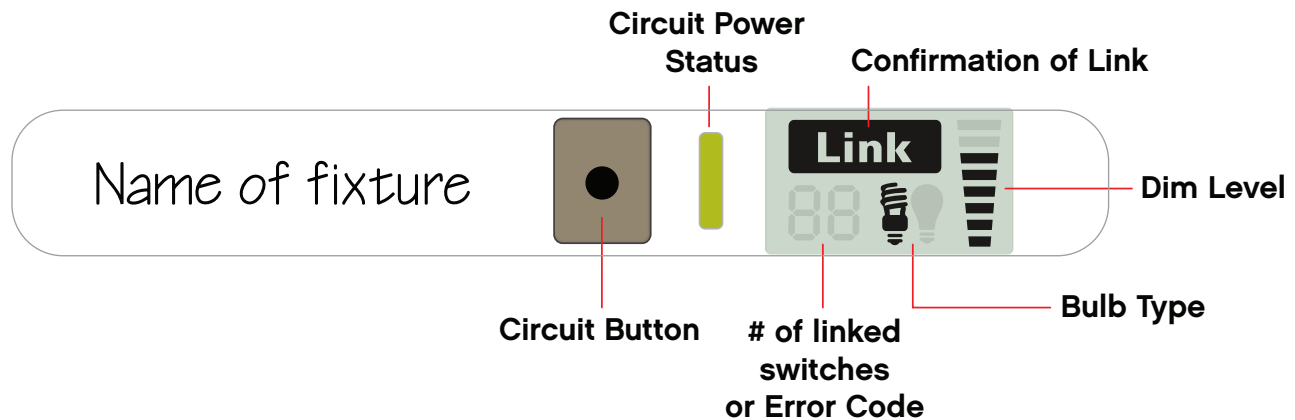 Circuit Power
Status
Confirmation of Link
Name of fixture
Link
88
Dim Level
Bulb Type
Circuit Button
# of linked
switches
or Error Code